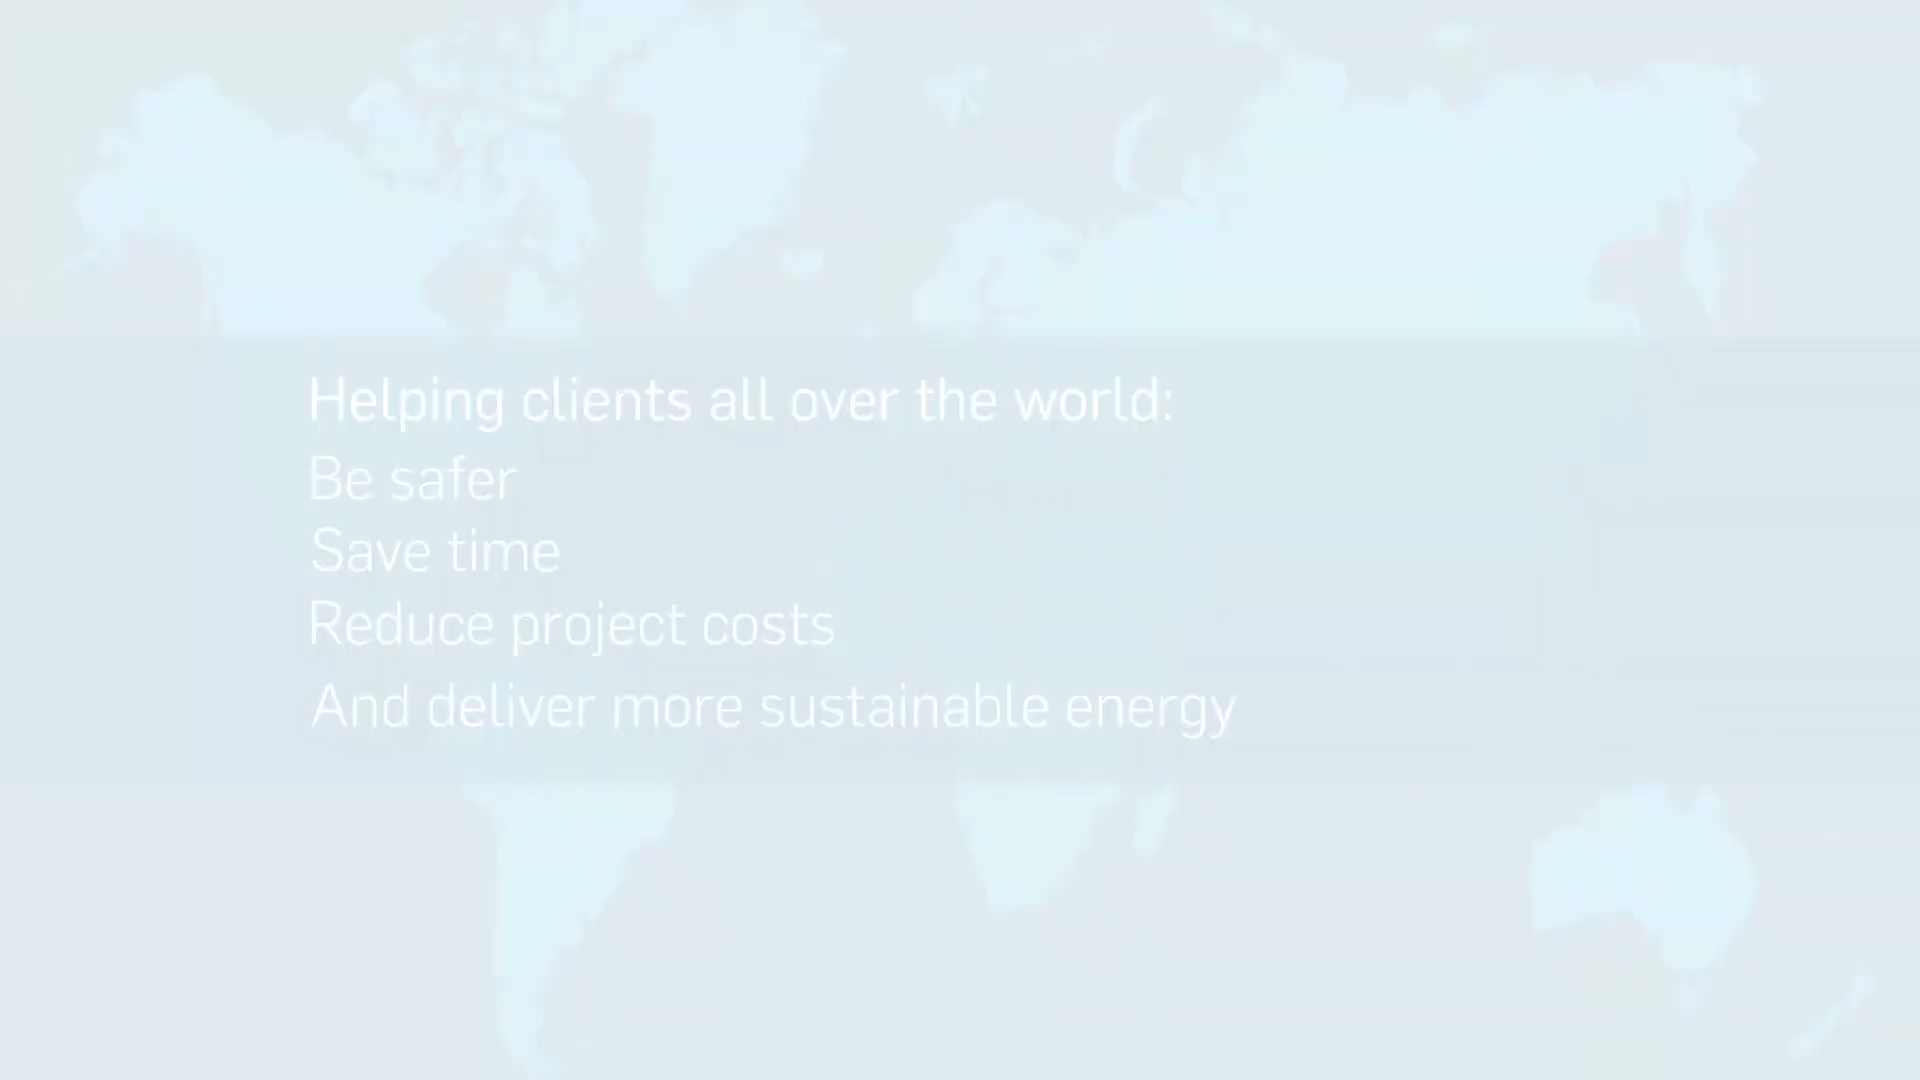 Helping clients all over the world:
Be safer
Save time
Reduce project costs
And deliver more sustainable energy